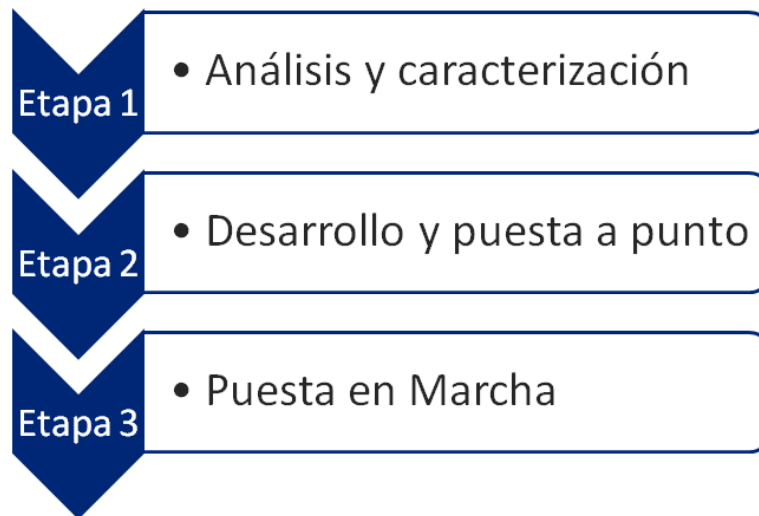 Etapa 1
• Análisis y caracterización
Etapa 2
• Desarrollo y puesta a punto
Etapa 3
• Puesta en Marcha